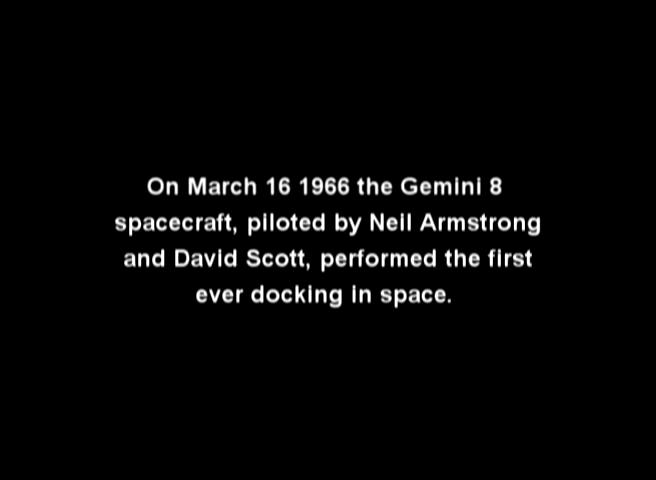 On March 16 1966 the Gemini 8
spacecraft, piloted by Neil Armstrong
and David Scott, performed the first
ever docking in space.